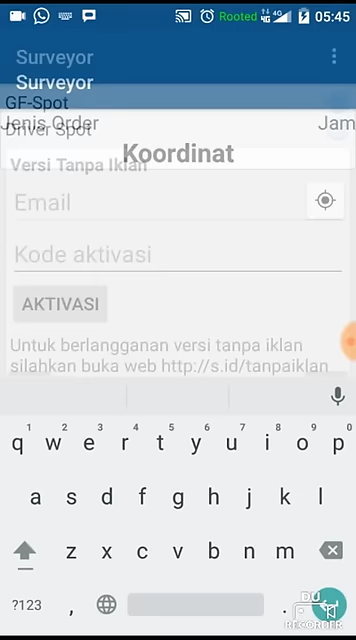 Rooted 4G 05:45
Surveyor
Surveyor
GF-Spot
Jenis Order Jam
Driver Spot
Koordinat
Versi Tanpa Iklan
Email
Kode aktivasi
AKTIVASI
Untuk berlangganan versi tanpa iklan
silahkan buka web http://s.id/tanpaiklan
1 2 3 4 5 6 7 8 9 0
q w e r t y u i o p
a s d f g h j k l
z x c v b n m
?123 , .
DU
RECORDER